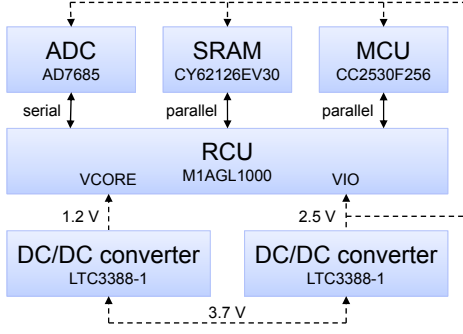 ADC
AD7685
SRAM
CY62126EV30
MCU
CC2530F256
serial
parallel
parallel
RCU
M1AGL1000
VCORE
VIO
1.2 V
2.5 V
DC/DC converter
LTC3388-1
DC/DC converter
LTC3388-1
3.7 V